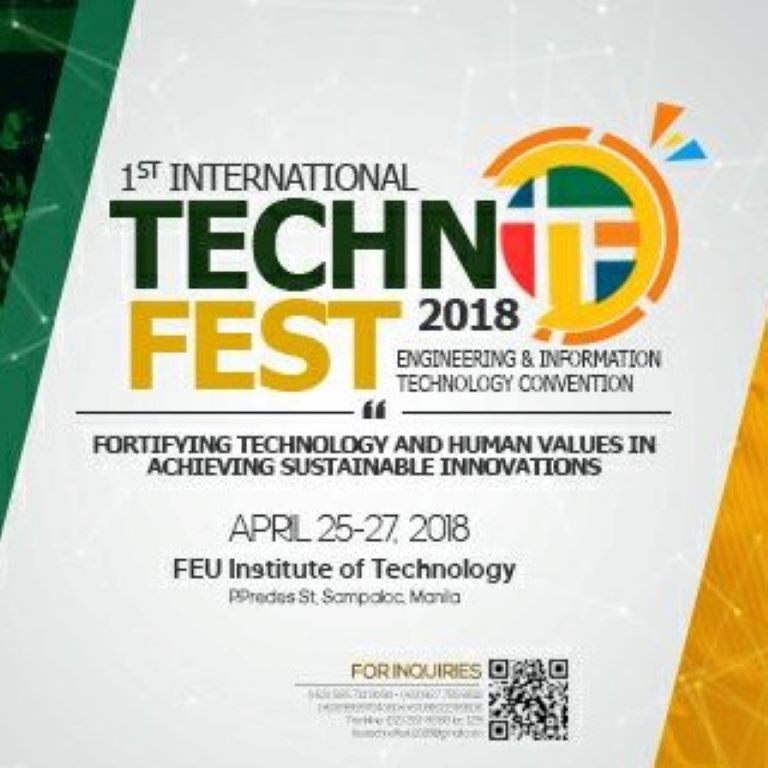 1ST INTERNATIONAL
TECHNO
FEST 2018
ENGINEERING & INFORMATION
TECHNOLOGY CONVENTION
“
FORTIFYING TECHNOLOGY AND HUMAN VALUES IN
ACHIEVING SUSTAINABLE INNOVATIONS
APRIL 25-27, 2018
FEU Institute of Technology
P.Predes St, Sampaloc, Manila
FOR INQUIRIES